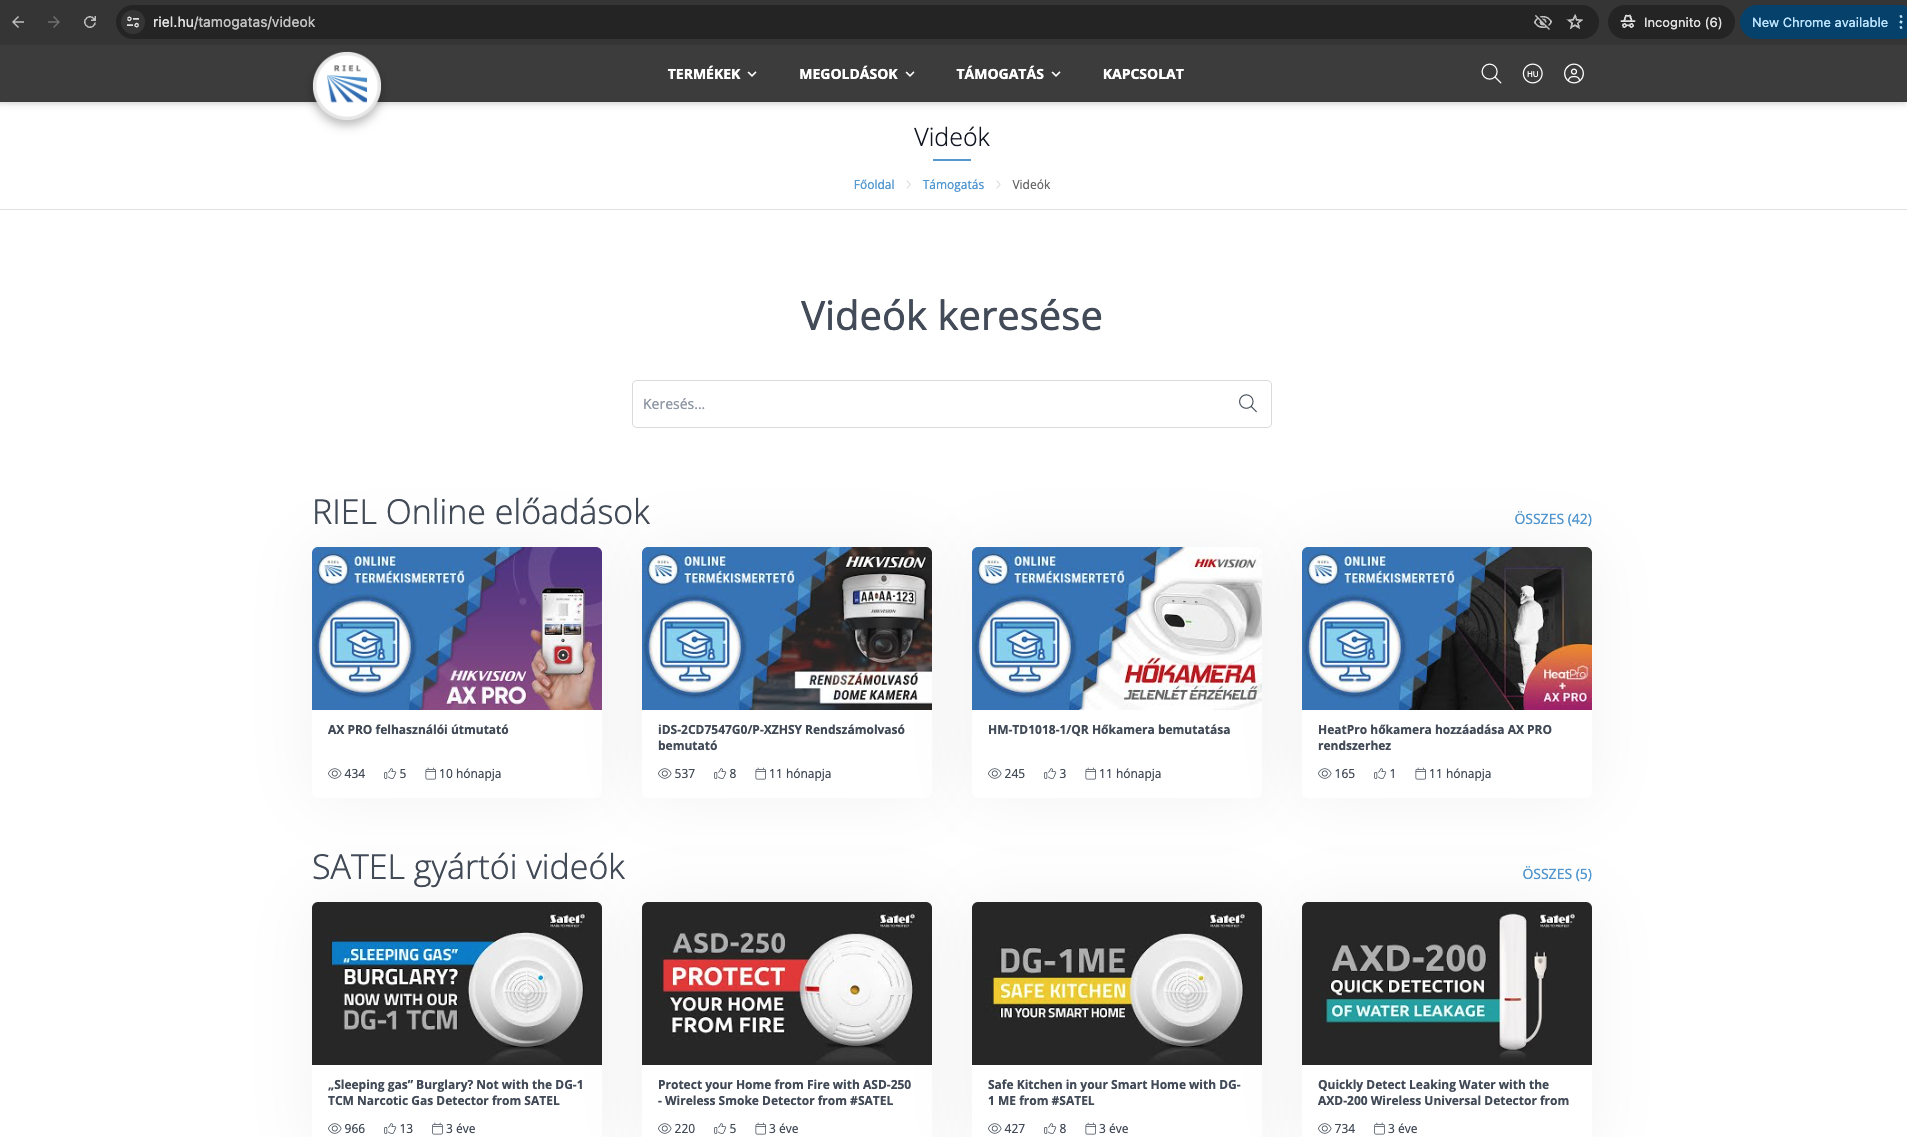 riel.hu/tamogatas/videok
Incognito (6)
New Chrome available
RIEL
TERMÉKEK
MEGOLDÁSOK
TÁMOGATÁS
KAPCSOLAT
HU
Videók
Főoldal
Támogatás
Videók
Videók keresése
Keresés...
RIEL Online előadások
ÖSSZES (42)
ONLINE
TERMÉKISMERTETŐ
HIKVISION
AX PRO
ONLINE
TERMÉKISMERTETŐ
HIKVISION
AA AA-123
HIKVISION
RENDSZÁMOLVASÓ
DOME KAMERA
ONLINE
TERMÉKISMERTETŐ
HIKVISION
HŐKAMERA
JELENLÉT ÉRZÉKELŐ
ONLINE
TERMÉKISMERTETŐ
HeatPro
+
AX PRO
AX PRO felhasználói útmutató
434 5 10 hónapja
iDS-2CD7547G0/P-XZHSY Rendszámolvasó
bemutató
537 8 11 hónapja
HM-TD1018-1/QR Hőkamera bemutatása
245 3 11 hónapja
HeatPro hőkamera hozzáadása AX PRO
rendszerhez
165 1 11 hónapja
SATEL gyártói videók
ÖSSZES (5)
Satel®
„SLEEPING GAS”
BURGLARY?
NOW WITH OUR
DG-1 TCM
Satel®
ASD-250
PROTECT
YOUR HOME
FROM FIRE
Satel®
DG-1ME
SAFE KITCHEN
IN YOUR SMART HOME
Satel®
AXD-200
QUICK DETECTION
OF WATER LEAKAGE
„Sleeping gas” Burglary? Not with the DG-1
TCM Narcotic Gas Detector from SATEL
966 13 3 éve
Protect your Home from Fire with ASD-250
- Wireless Smoke Detector from #SATEL
220 5 3 éve
Safe Kitchen in your Smart Home with DG-
1 ME from #SATEL
427 8 3 éve
Quickly Detect Leaking Water with the
AXD-200 Wireless Universal Detector from
734 3 éve